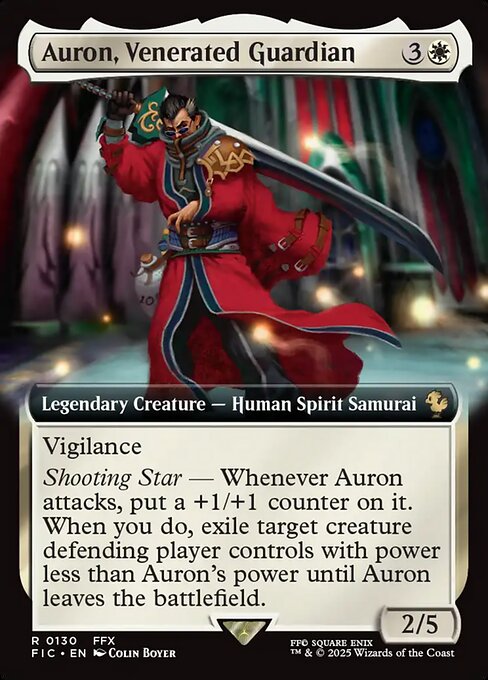 Auron, Venerated Guardian 3
Legendary Creature — Human Spirit Samurai
Vigilance
Shooting Star — Whenever Auron
attacks, put a +1/+1 counter on it.
When you do, exile target creature
defending player controls with power
less than Auron's power until Auron
leaves the battlefield.
2/5
R 0130 FFX
FIC • EN Colin Boyer
FF© SQUARE ENIX
™ & © 2025 Wizards of the Coast